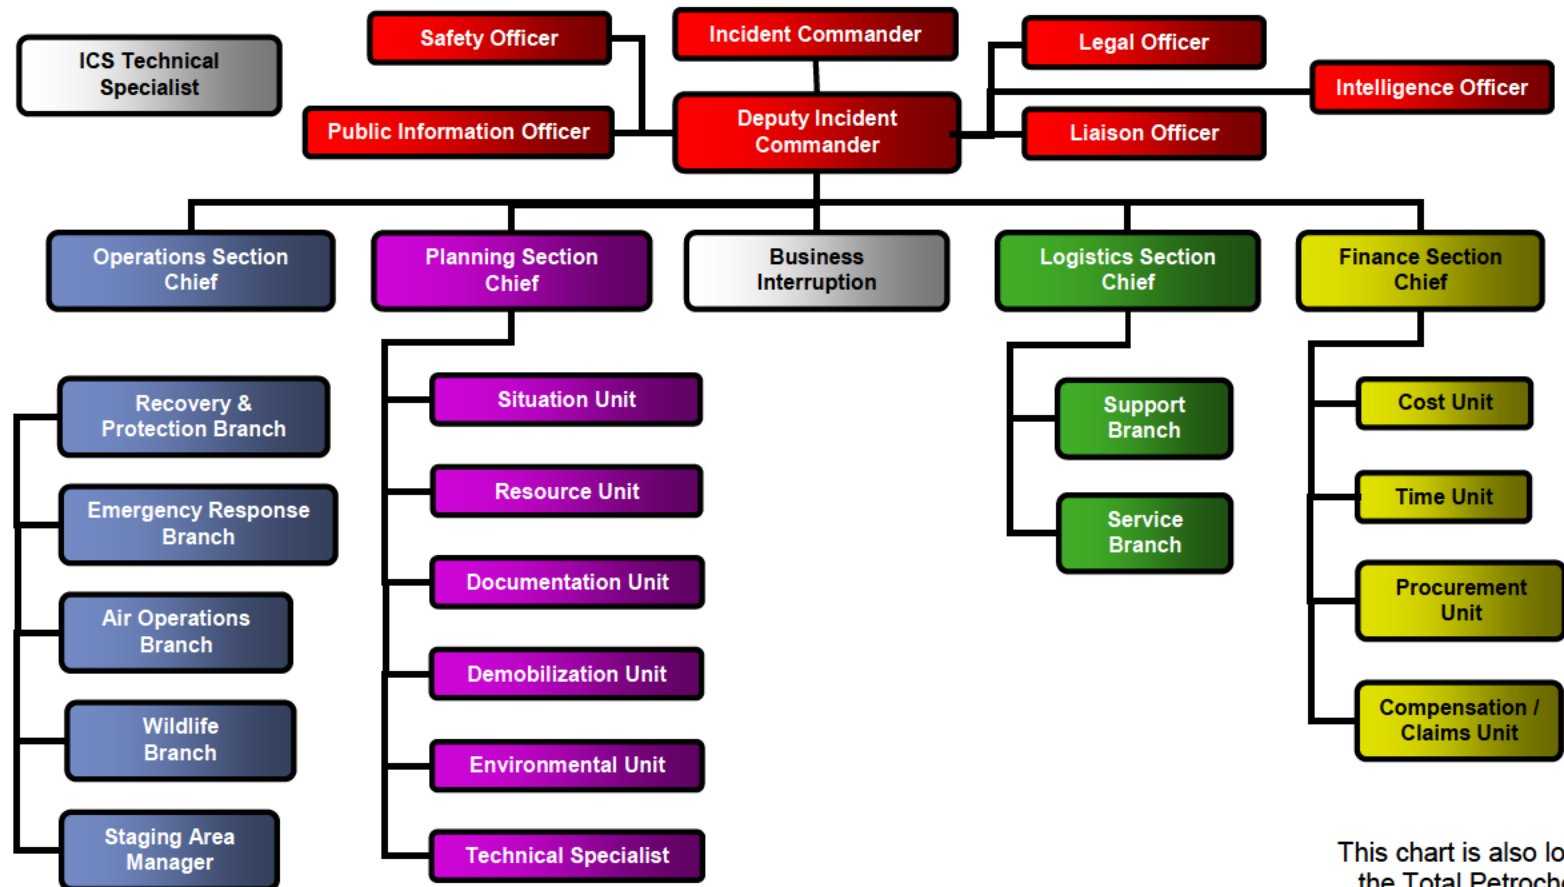 Safety Officer
Incident Commander
Legal Officer
ICS Technical
Specialist
Intelligence Officer
Public Information Officer
Deputy Incident
Commander
Liaison Officer
Operations Section
Chief
Planning Section
Chief
Business
Interruption
Logistics Section
Chief
Finance Section
Chief
Recovery &
Protection Branch
Emergency Response
Branch
Air Operations
Branch
Wildlife
Branch
Staging Area
Manager
Situation Unit
Resource Unit
Documentation Unit
Demobilization Unit
Environmental Unit
Technical Specialist
Support
Branch
Service
Branch
Cost Unit
Time Unit
Procurement
Unit
Compensation /
Claims Unit
This chart is also lo
the Total Petroche